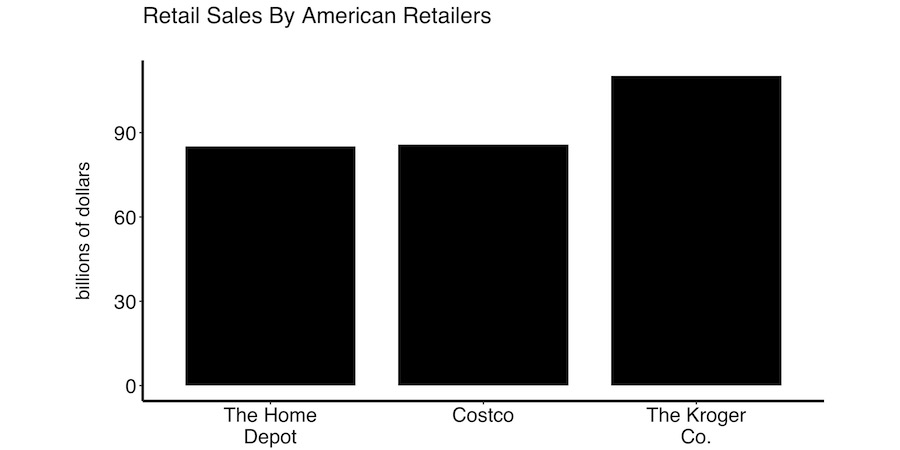 Retail Sales By American Retailers
billions of dollars
90
60
30
0
The Home
Depot
Costco
The Kroger
Co.